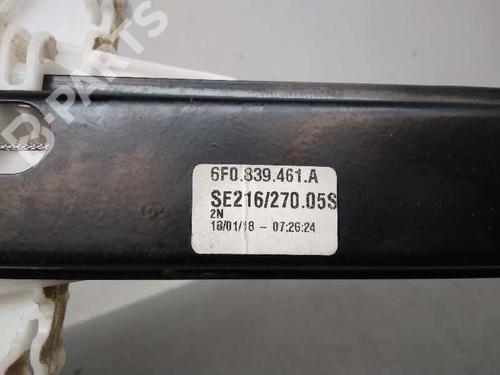 B-PARTS
6F0.839.461.A
SE216/270.05S
2N
18/01/18 - 07:26:24